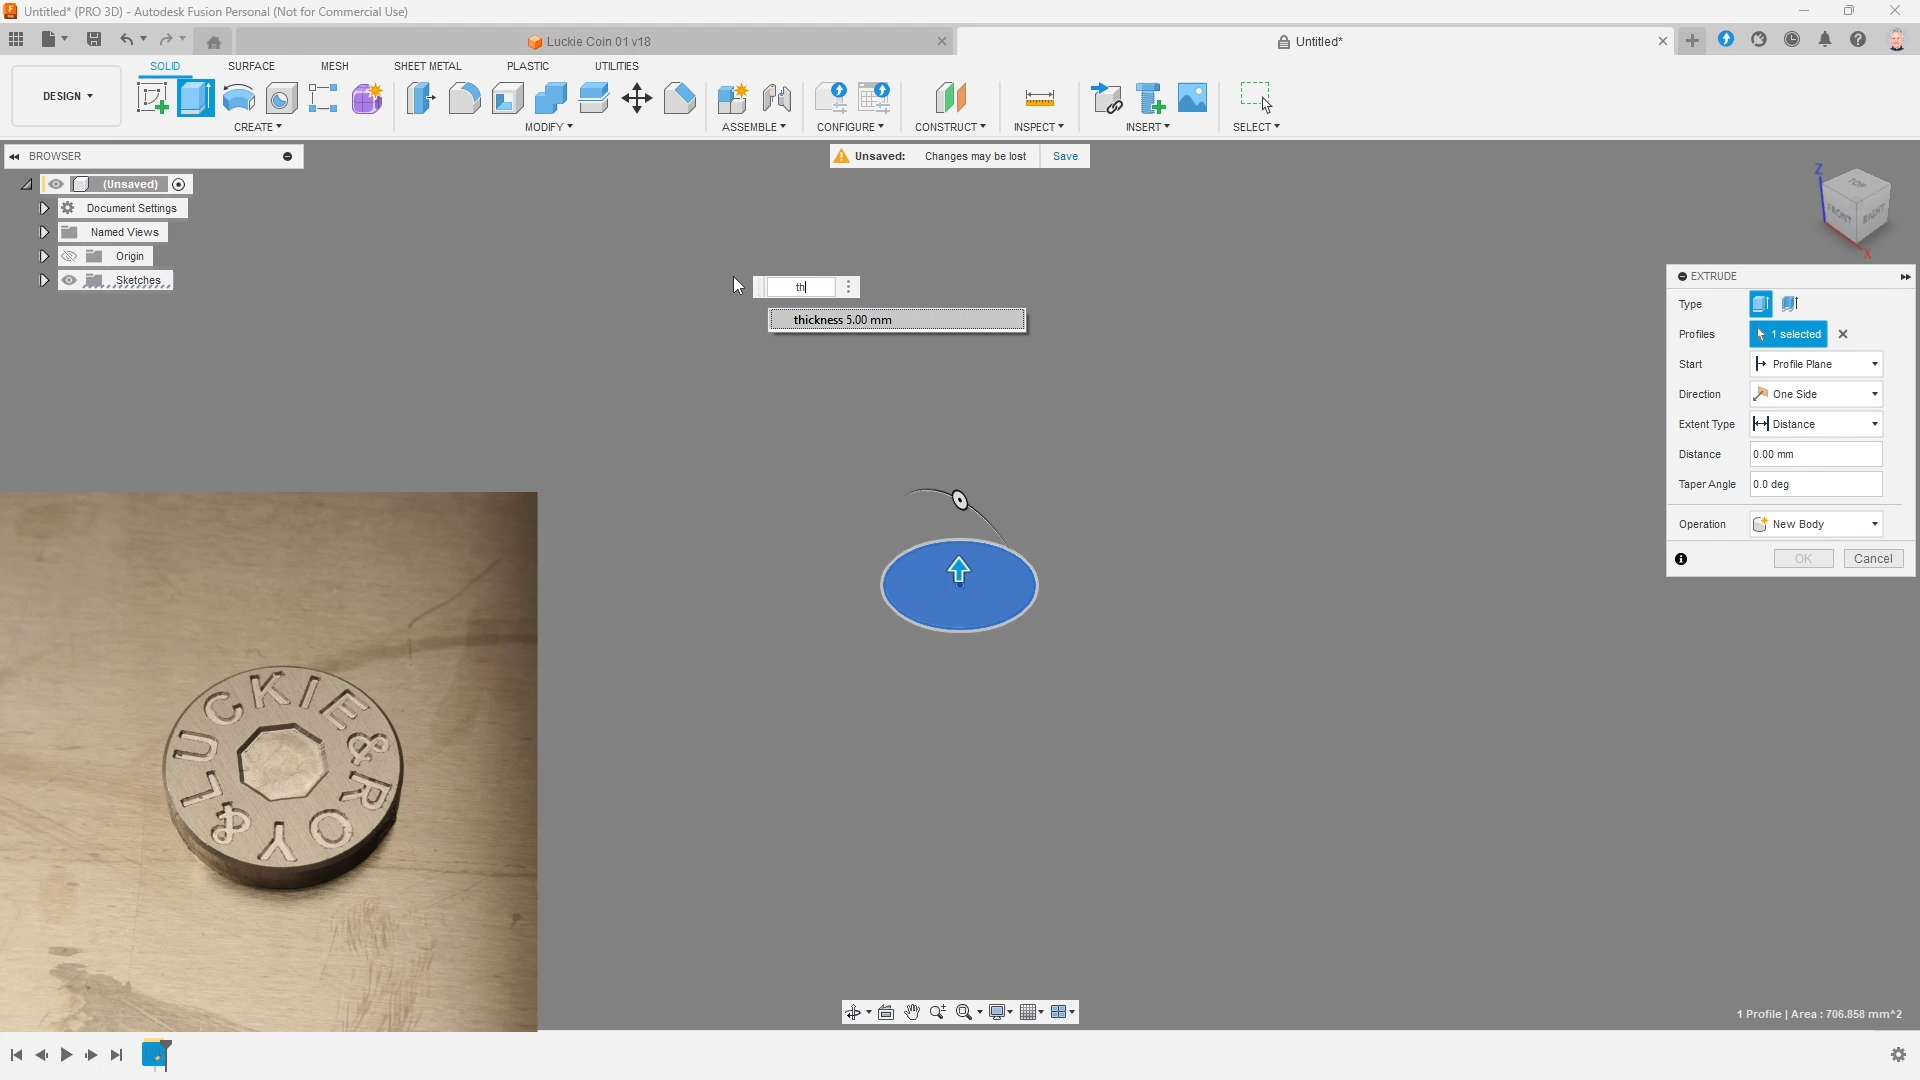 Untitled* (PRO 3D) - Autodesk Fusion Personal (Not for Commercial Use)
Luckie Coin 01 v18
Untitled*
DESIGN
SOLID SURFACE MESH SHEET METAL PLASTIC UTILITIES
CREATE MODIFY ASSEMBLE CONFIGURE CONSTRUCT INSPECT INSERT SELECT
BROWSER
Unsaved: Changes may be lost Save
(Unsaved)
Document Settings
Named Views
Origin
Sketches
th
thickness 5.00 mm
Z
TOP
FRONT
RIGHT
X
EXTRUDE
Type
Profiles 1 selected
Start Profile Plane
Direction One Side
Extent Type Distance
Distance 0.00 mm
Taper Angle 0.0 deg
Operation New Body
OK Cancel
LUCKIE&ROY&
1 Profile | Area : 706.858 mm^2